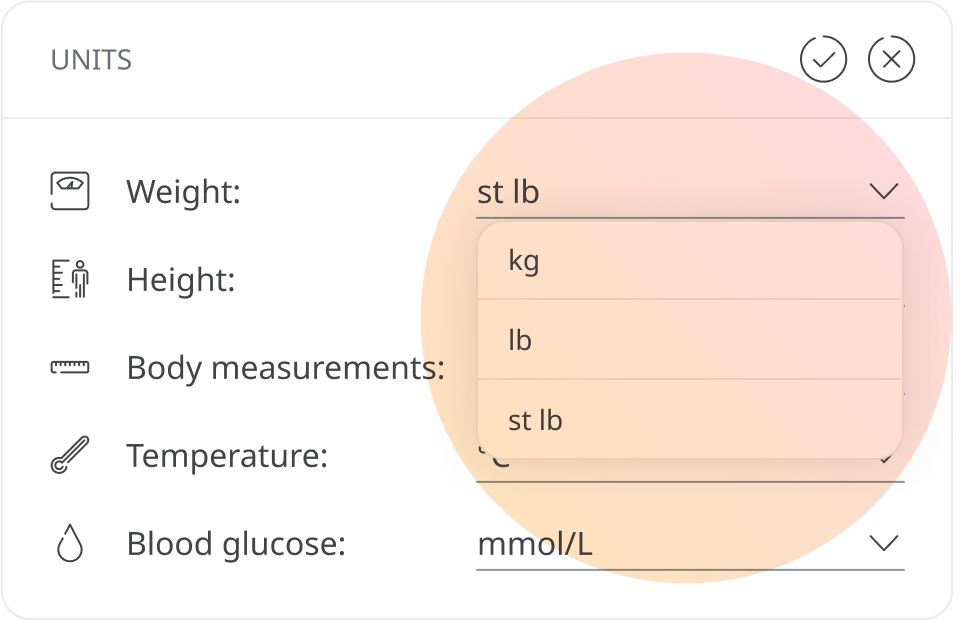 UNITS
Weight: st lb
Height: kg
lb
Body measurements:
st lb
Temperature: °C
Blood glucose: mmol/L